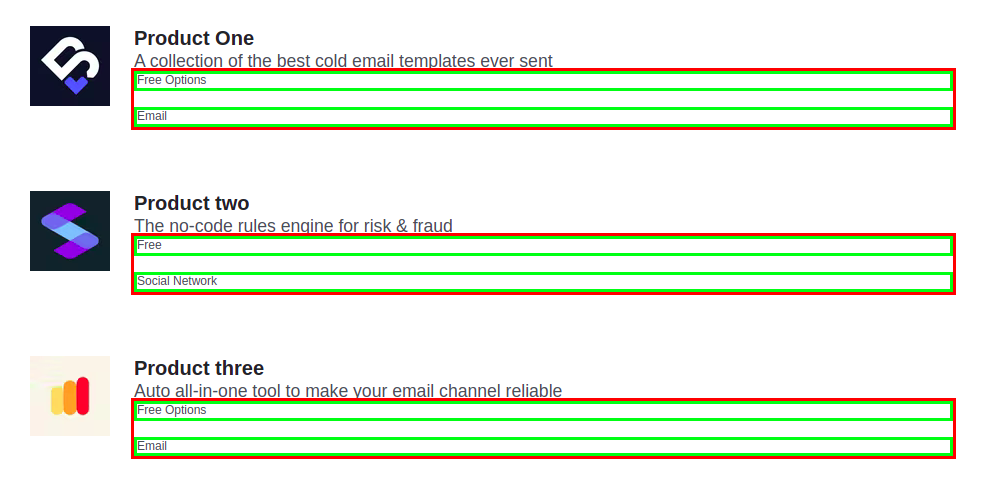 Product One
A collection of the best cold email templates ever sent
Free Options
Email
Product two
The no-code rules engine for risk & fraud
Free
Social Network
Product three
Auto all-in-one tool to make your email channel reliable
Free Options
Email